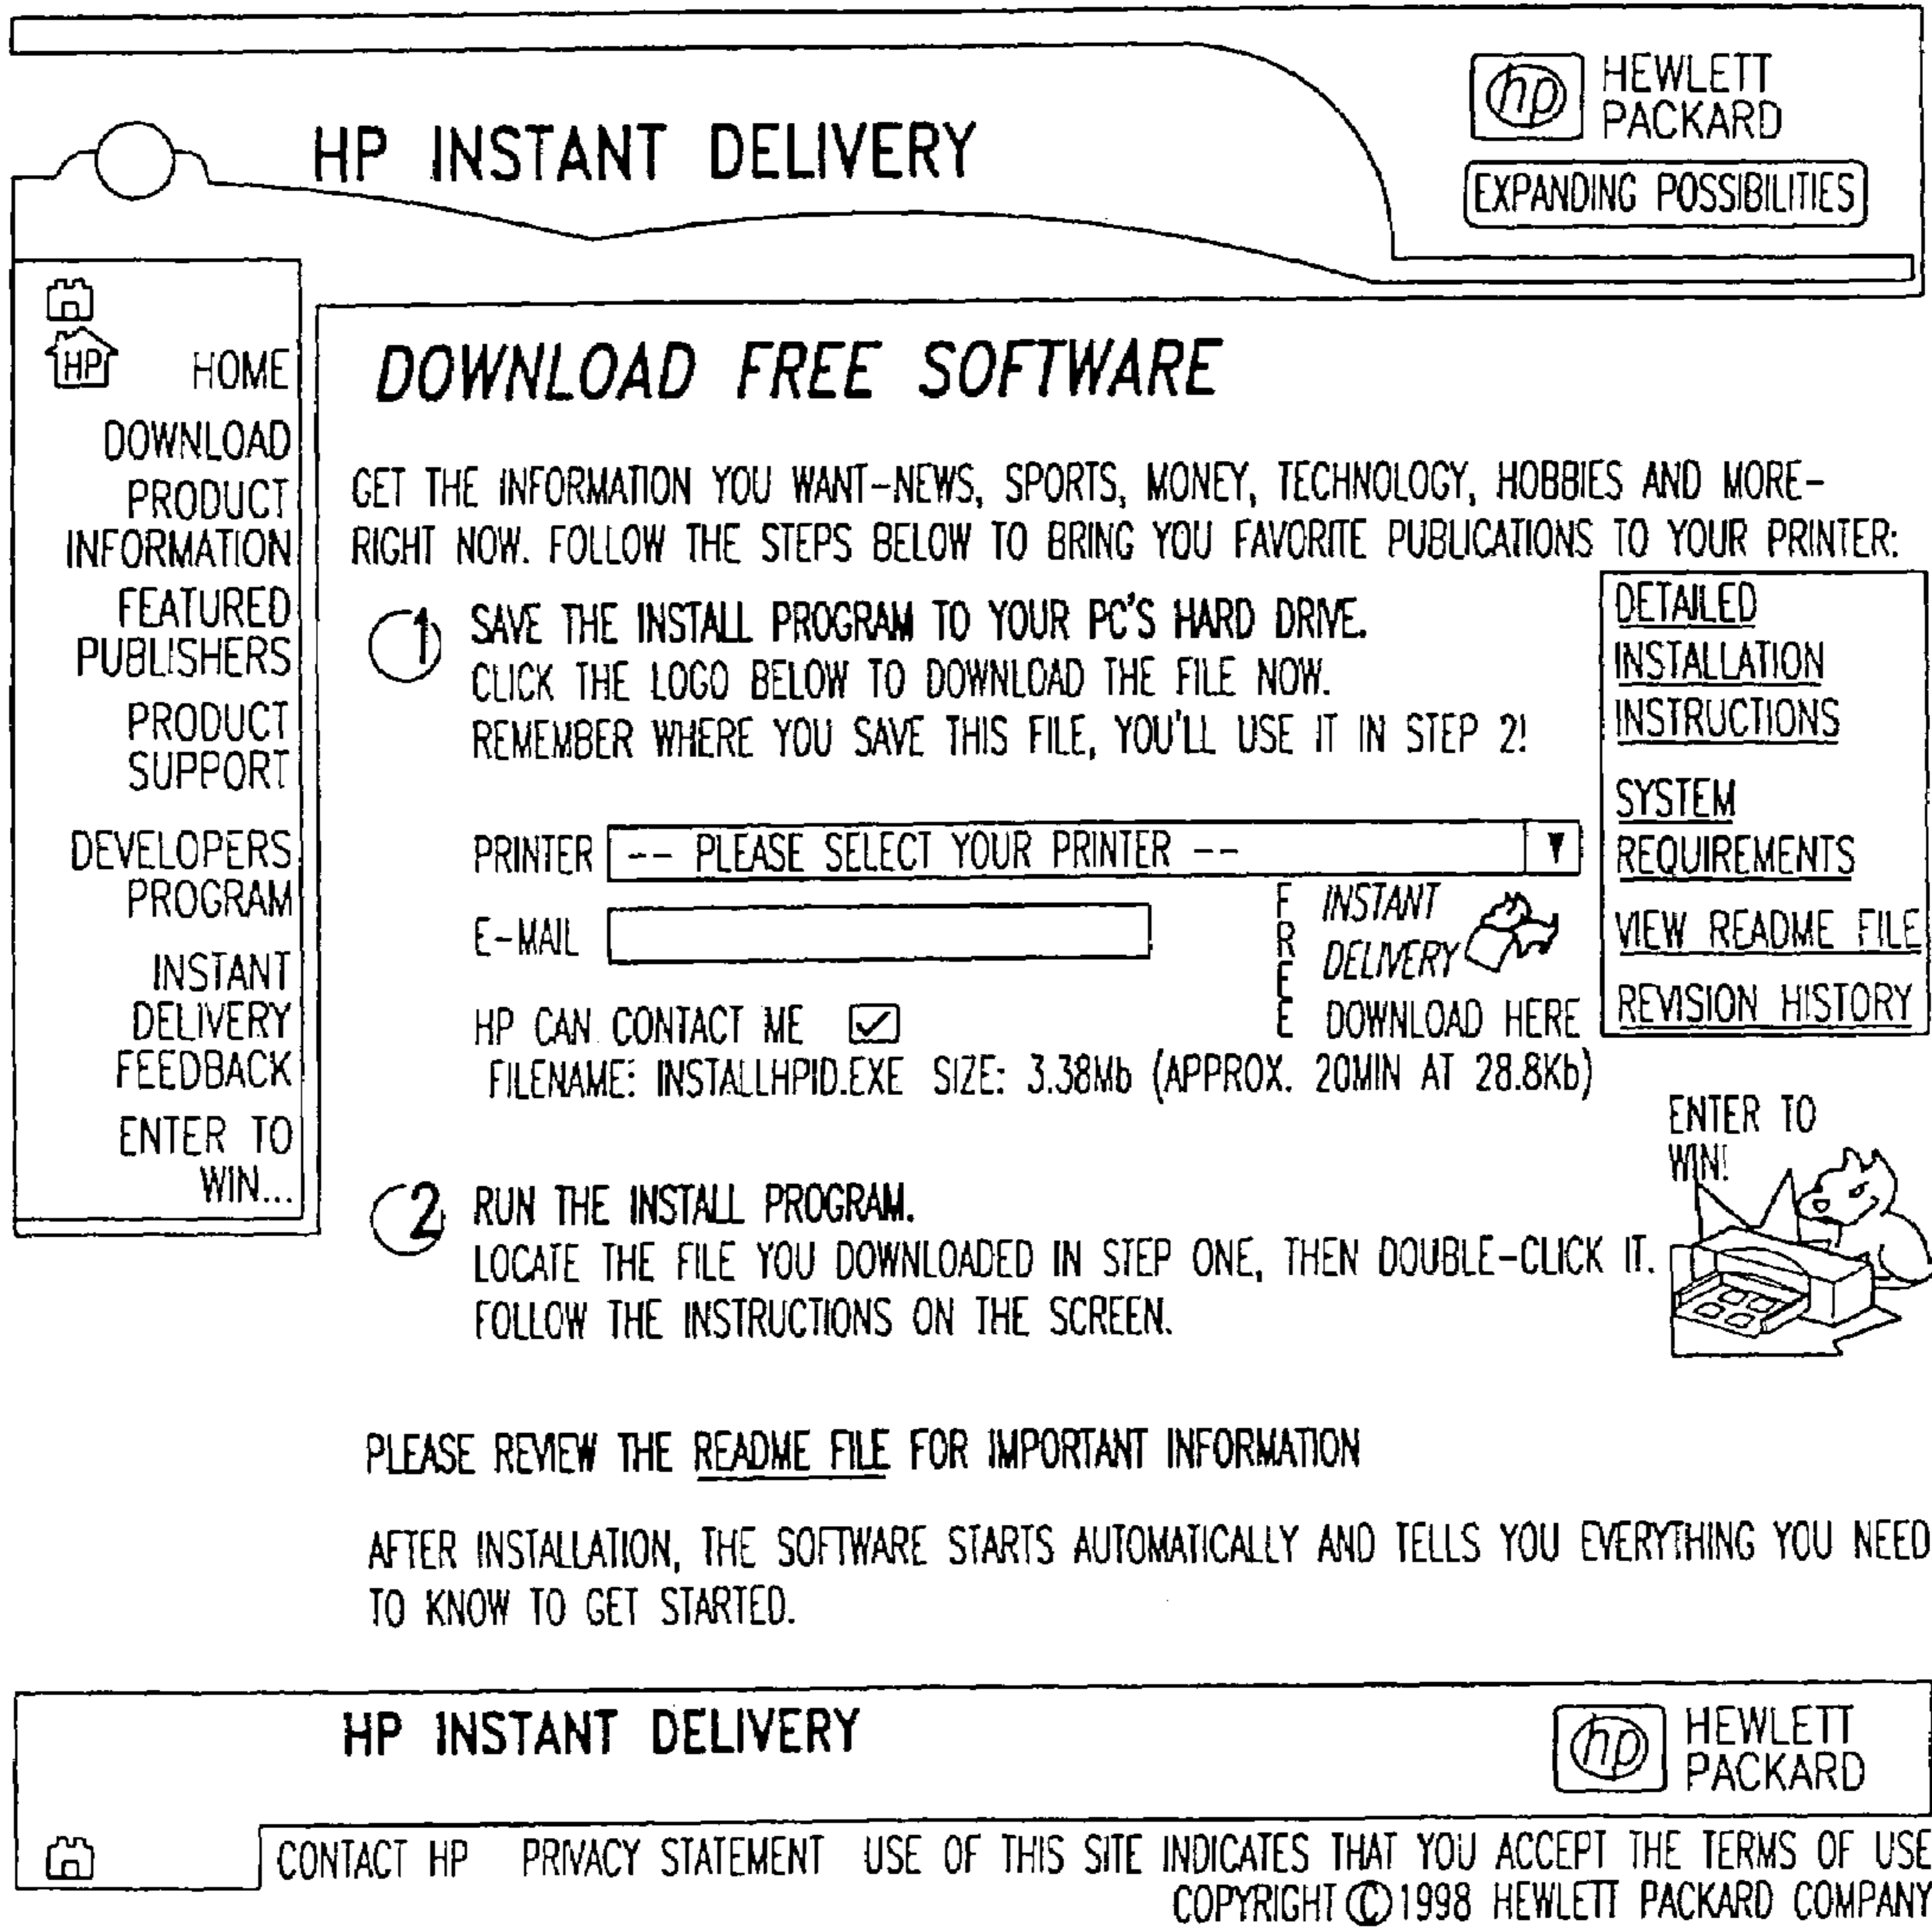 HP INSTANT DELIVERY
hp HEWLETT
PACKARD
EXPANDING POSSIBILITIES
HP HOME
DOWNLOAD
PRODUCT
INFORMATION
FEATURED
PUBLISHERS
PRODUCT
SUPPORT
DEVELOPERS
PROGRAM
INSTANT
DELIVERY
FEEDBACK
ENTER TO
WIN...
DOWNLOAD FREE SOFTWARE
GET THE INFORMATION YOU WANT-NEWS, SPORTS, MONEY, TECHNOLOGY, HOBBIES AND MORE-
RIGHT NOW. FOLLOW THE STEPS BELOW TO BRING YOU FAVORITE PUBLICATIONS TO YOUR PRINTER:
1 SAVE THE INSTALL PROGRAM TO YOUR PC'S HARD DRIVE.
CLICK THE LOGO BELOW TO DOWNLOAD THE FILE NOW.
REMEMBER WHERE YOU SAVE THIS FILE, YOU'LL USE IT IN STEP 2!
PRINTER -- PLEASE SELECT YOUR PRINTER --
E-MAIL
FREE
INSTANT
DELIVERY
DOWNLOAD HERE
HP CAN CONTACT ME
FILENAME: INSTALLHPID.EXE SIZE: 3.38Mb (APPROX. 20MIN AT 28.8Kb)
DETAILED
INSTALLATION
INSTRUCTIONS
SYSTEM
REQUIREMENTS
VIEW README FILE
REVISION HISTORY
ENTER TO
WIN!
2 RUN THE INSTALL PROGRAM.
LOCATE THE FILE YOU DOWNLOADED IN STEP ONE, THEN DOUBLE-CLICK IT.
FOLLOW THE INSTRUCTIONS ON THE SCREEN.
PLEASE REVIEW THE README FILE FOR IMPORTANT INFORMATION
AFTER INSTALLATION, THE SOFTWARE STARTS AUTOMATICALLY AND TELLS YOU EVERYTHING YOU NEED
TO KNOW TO GET STARTED.
HP INSTANT DELIVERY
hp HEWLETT
PACKARD
CONTACT HP PRIVACY STATEMENT USE OF THIS SITE INDICATES THAT YOU ACCEPT THE TERMS OF USE
COPYRIGHT © 1998 HEWLETT PACKARD COMPANY